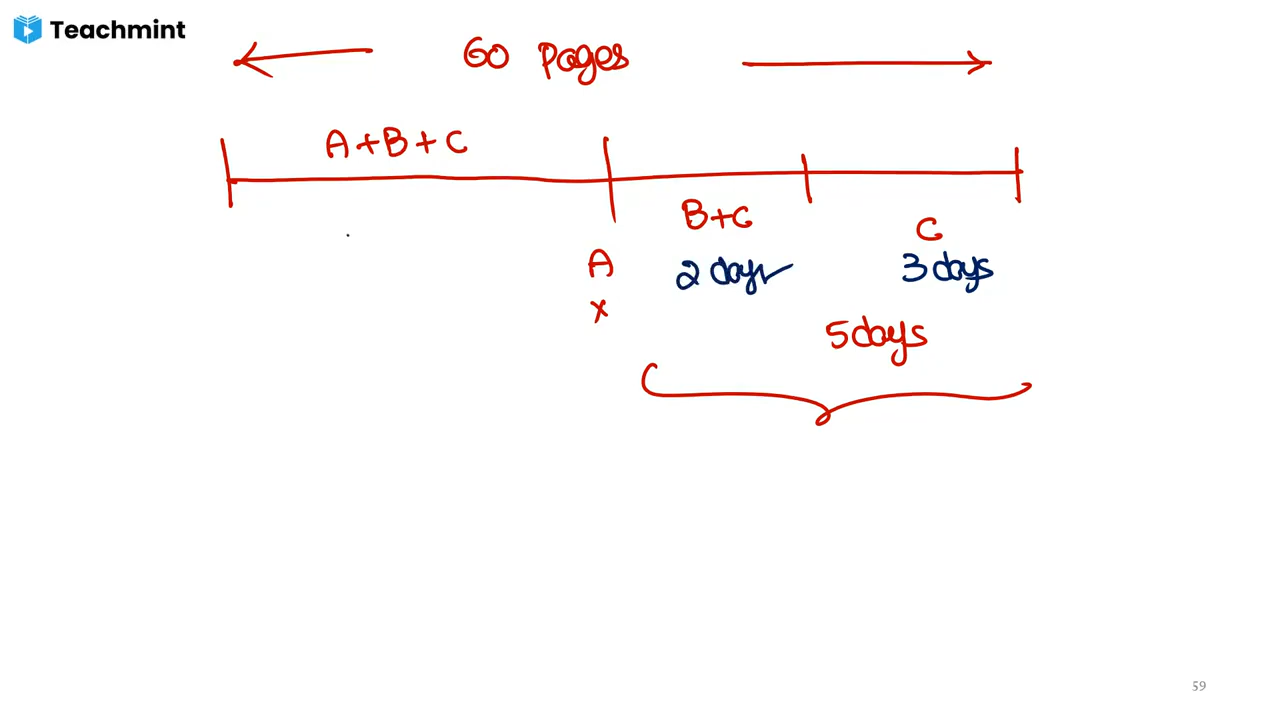 Teachmint
60 Pages
A+B+C
B+C
C
A
2 days
3 days
x
5 days
59